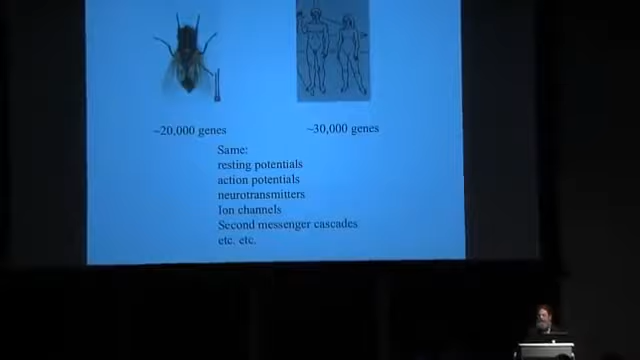 ~20,000 genes
~30,000 genes
Same:
resting potentials
action potentials
neurotransmitters
Ion channels
Second messenger cascades
etc. etc.